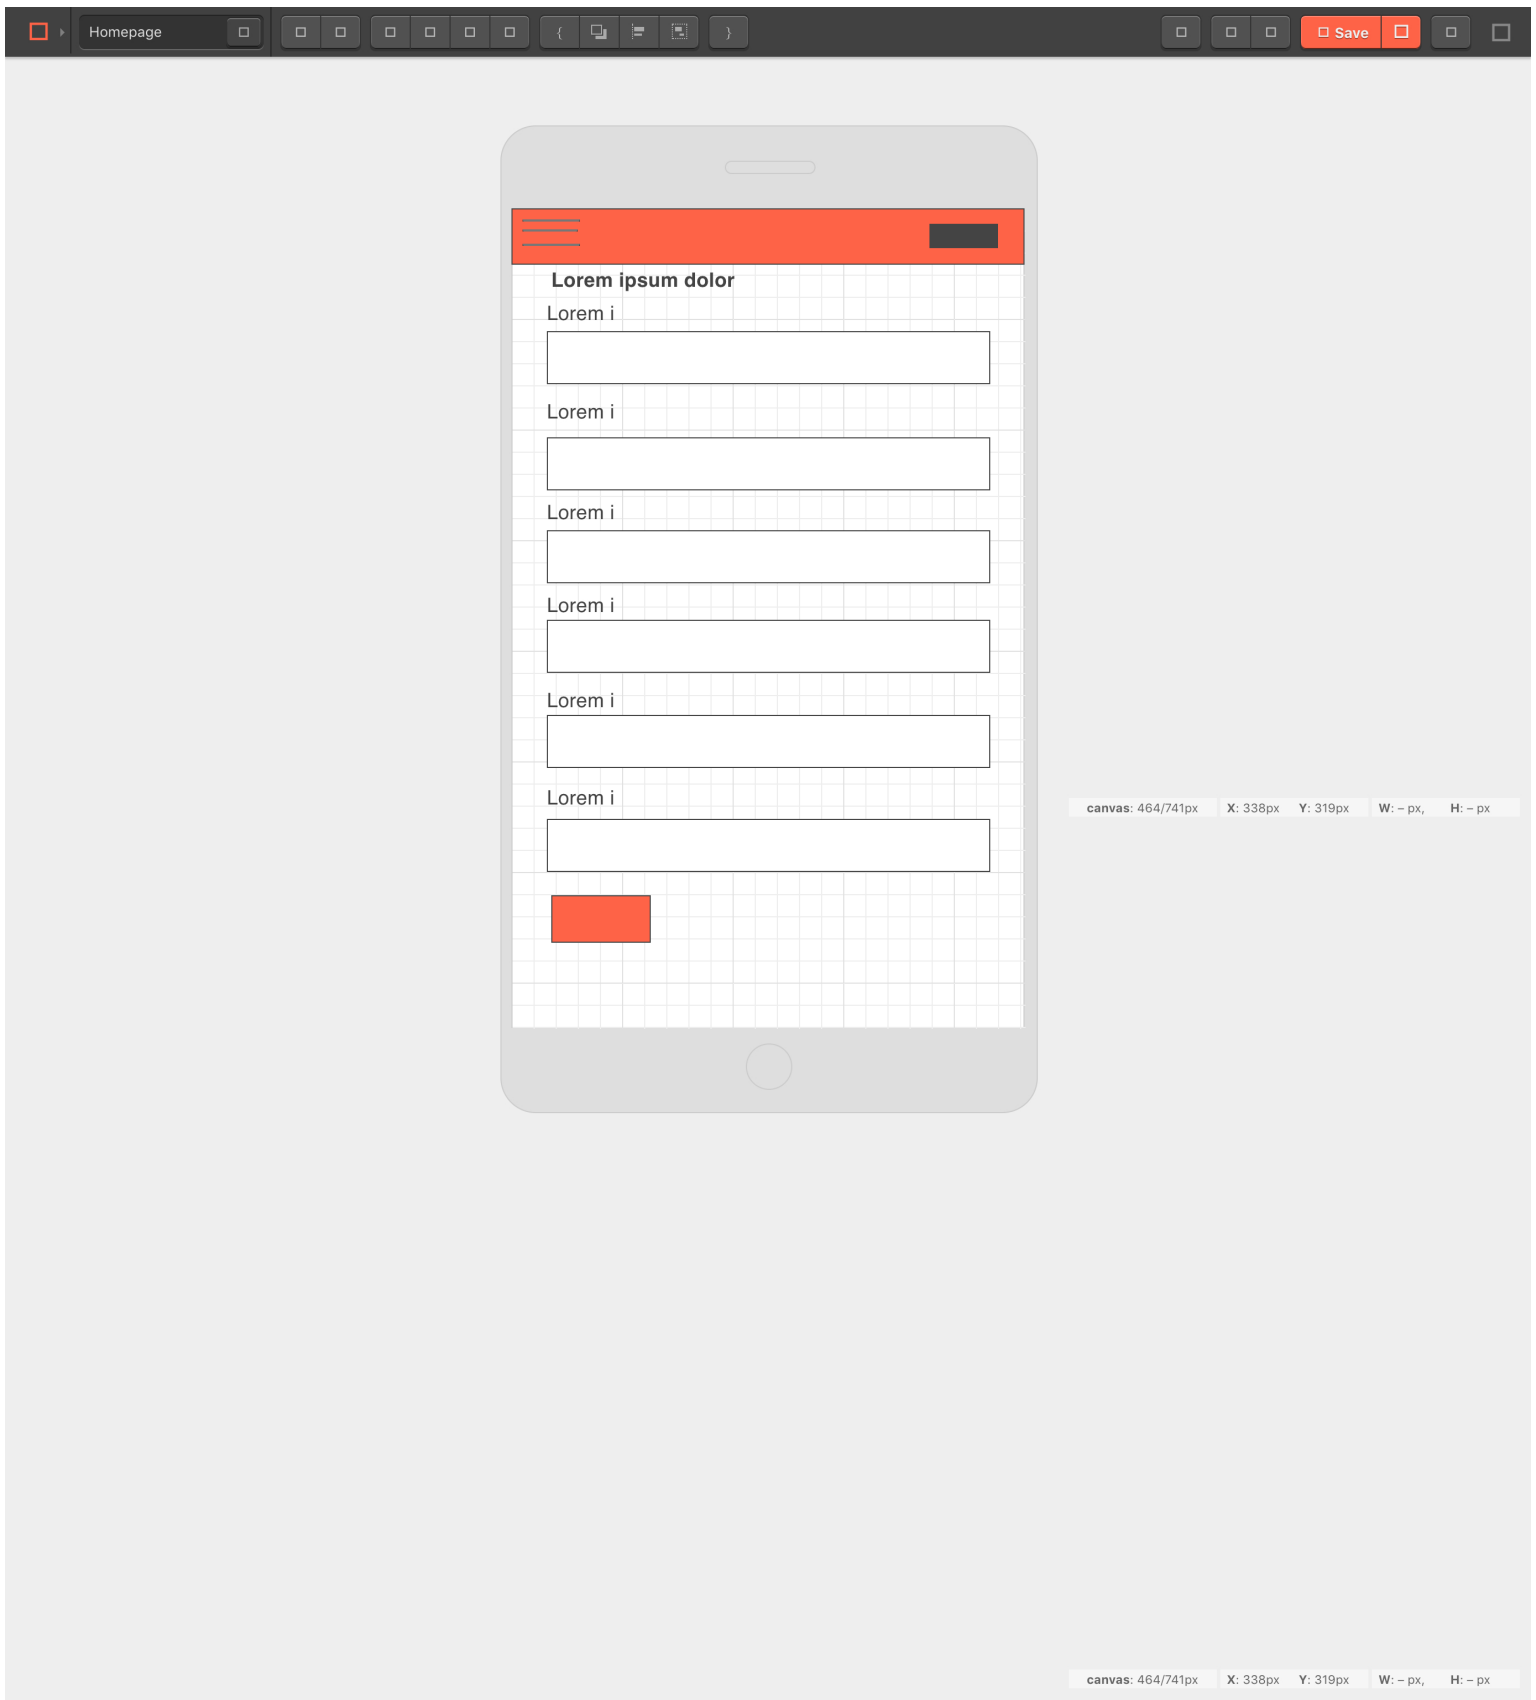 Homepage
{
}
Save
Lorem ipsum dolor
Lorem i
Lorem i
Lorem i
Lorem i
Lorem i
Lorem i
canvas: 464/741px X: 338px Y: 319px W: – px, H: – px
canvas: 464/741px X: 338px Y: 319px W: – px, H: – px